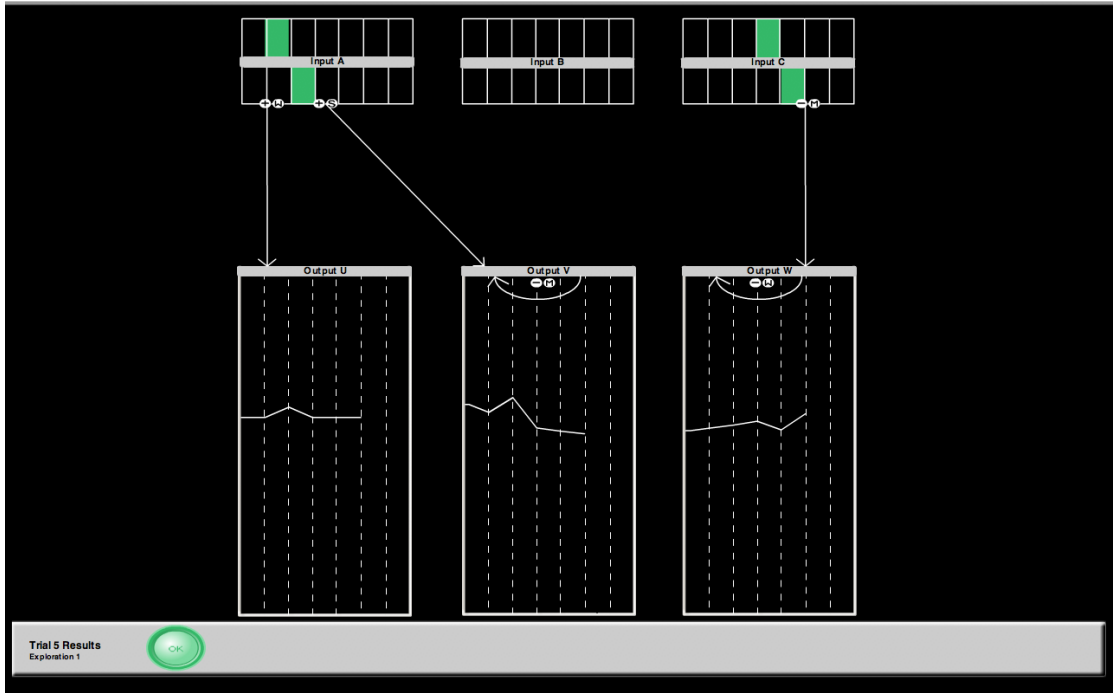 Input A
Input B
Input C
+ W
+ S
− M
Output U
Output V
Output W
− M
− W
Trial 5 Results
Exploration 1
OK